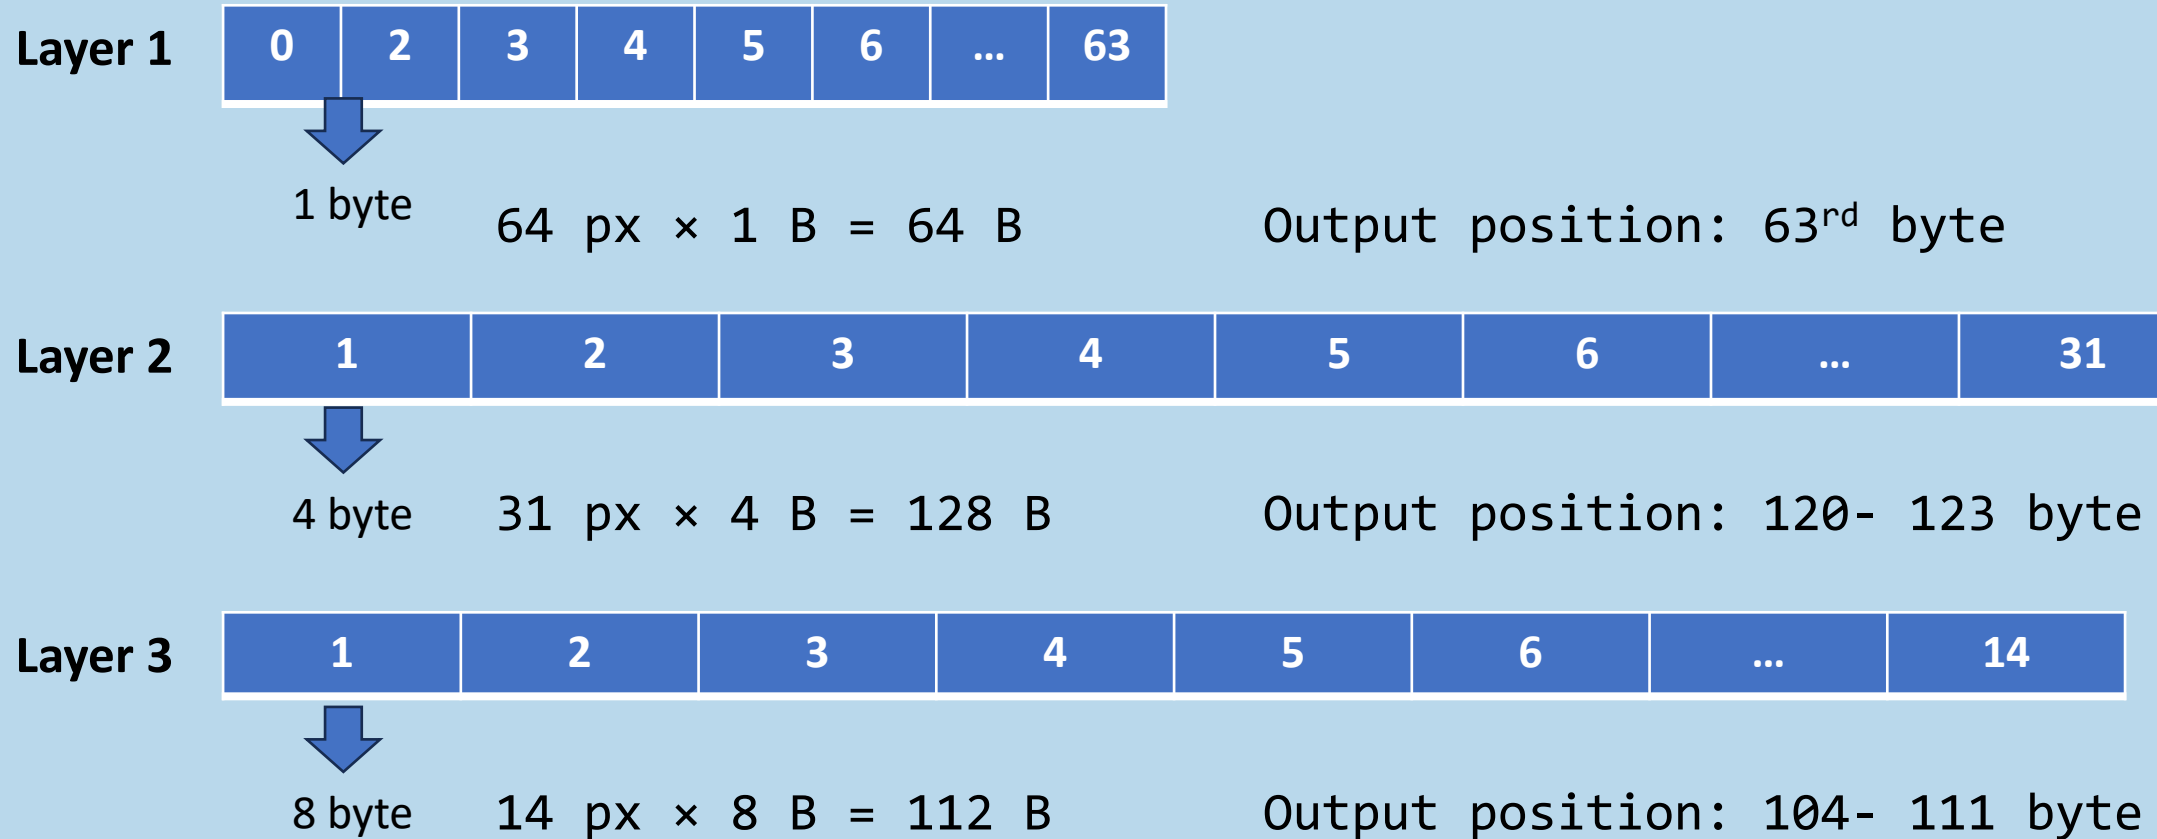 Layer 1 0 2 3 4 5 6 ... 63
1 byte 64 px × 1 B = 64 B Output position: 63rd byte
Layer 2 1 2 3 4 5 6 ... 31
4 byte 31 px × 4 B = 128 B Output position: 120- 123 byte
Layer 3 1 2 3 4 5 6 ... 14
8 byte 14 px × 8 B = 112 B Output position: 104- 111 byte